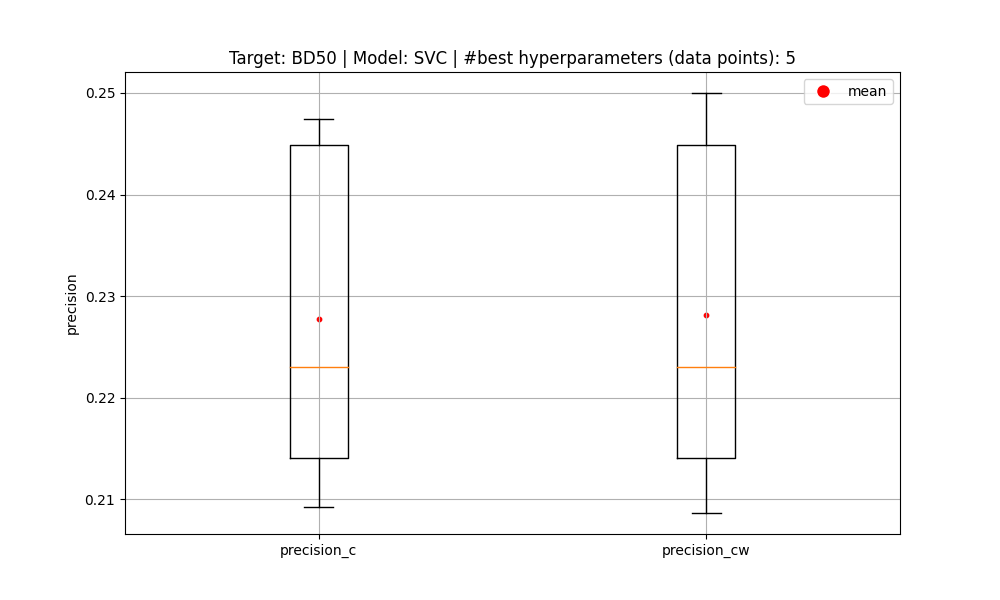 Target: BD50 | Model: SVC | #best hyperparameters (data points): 5
mean
0.25
0.24
0.23
0.22
0.21
precision
precision_c
precision_cw